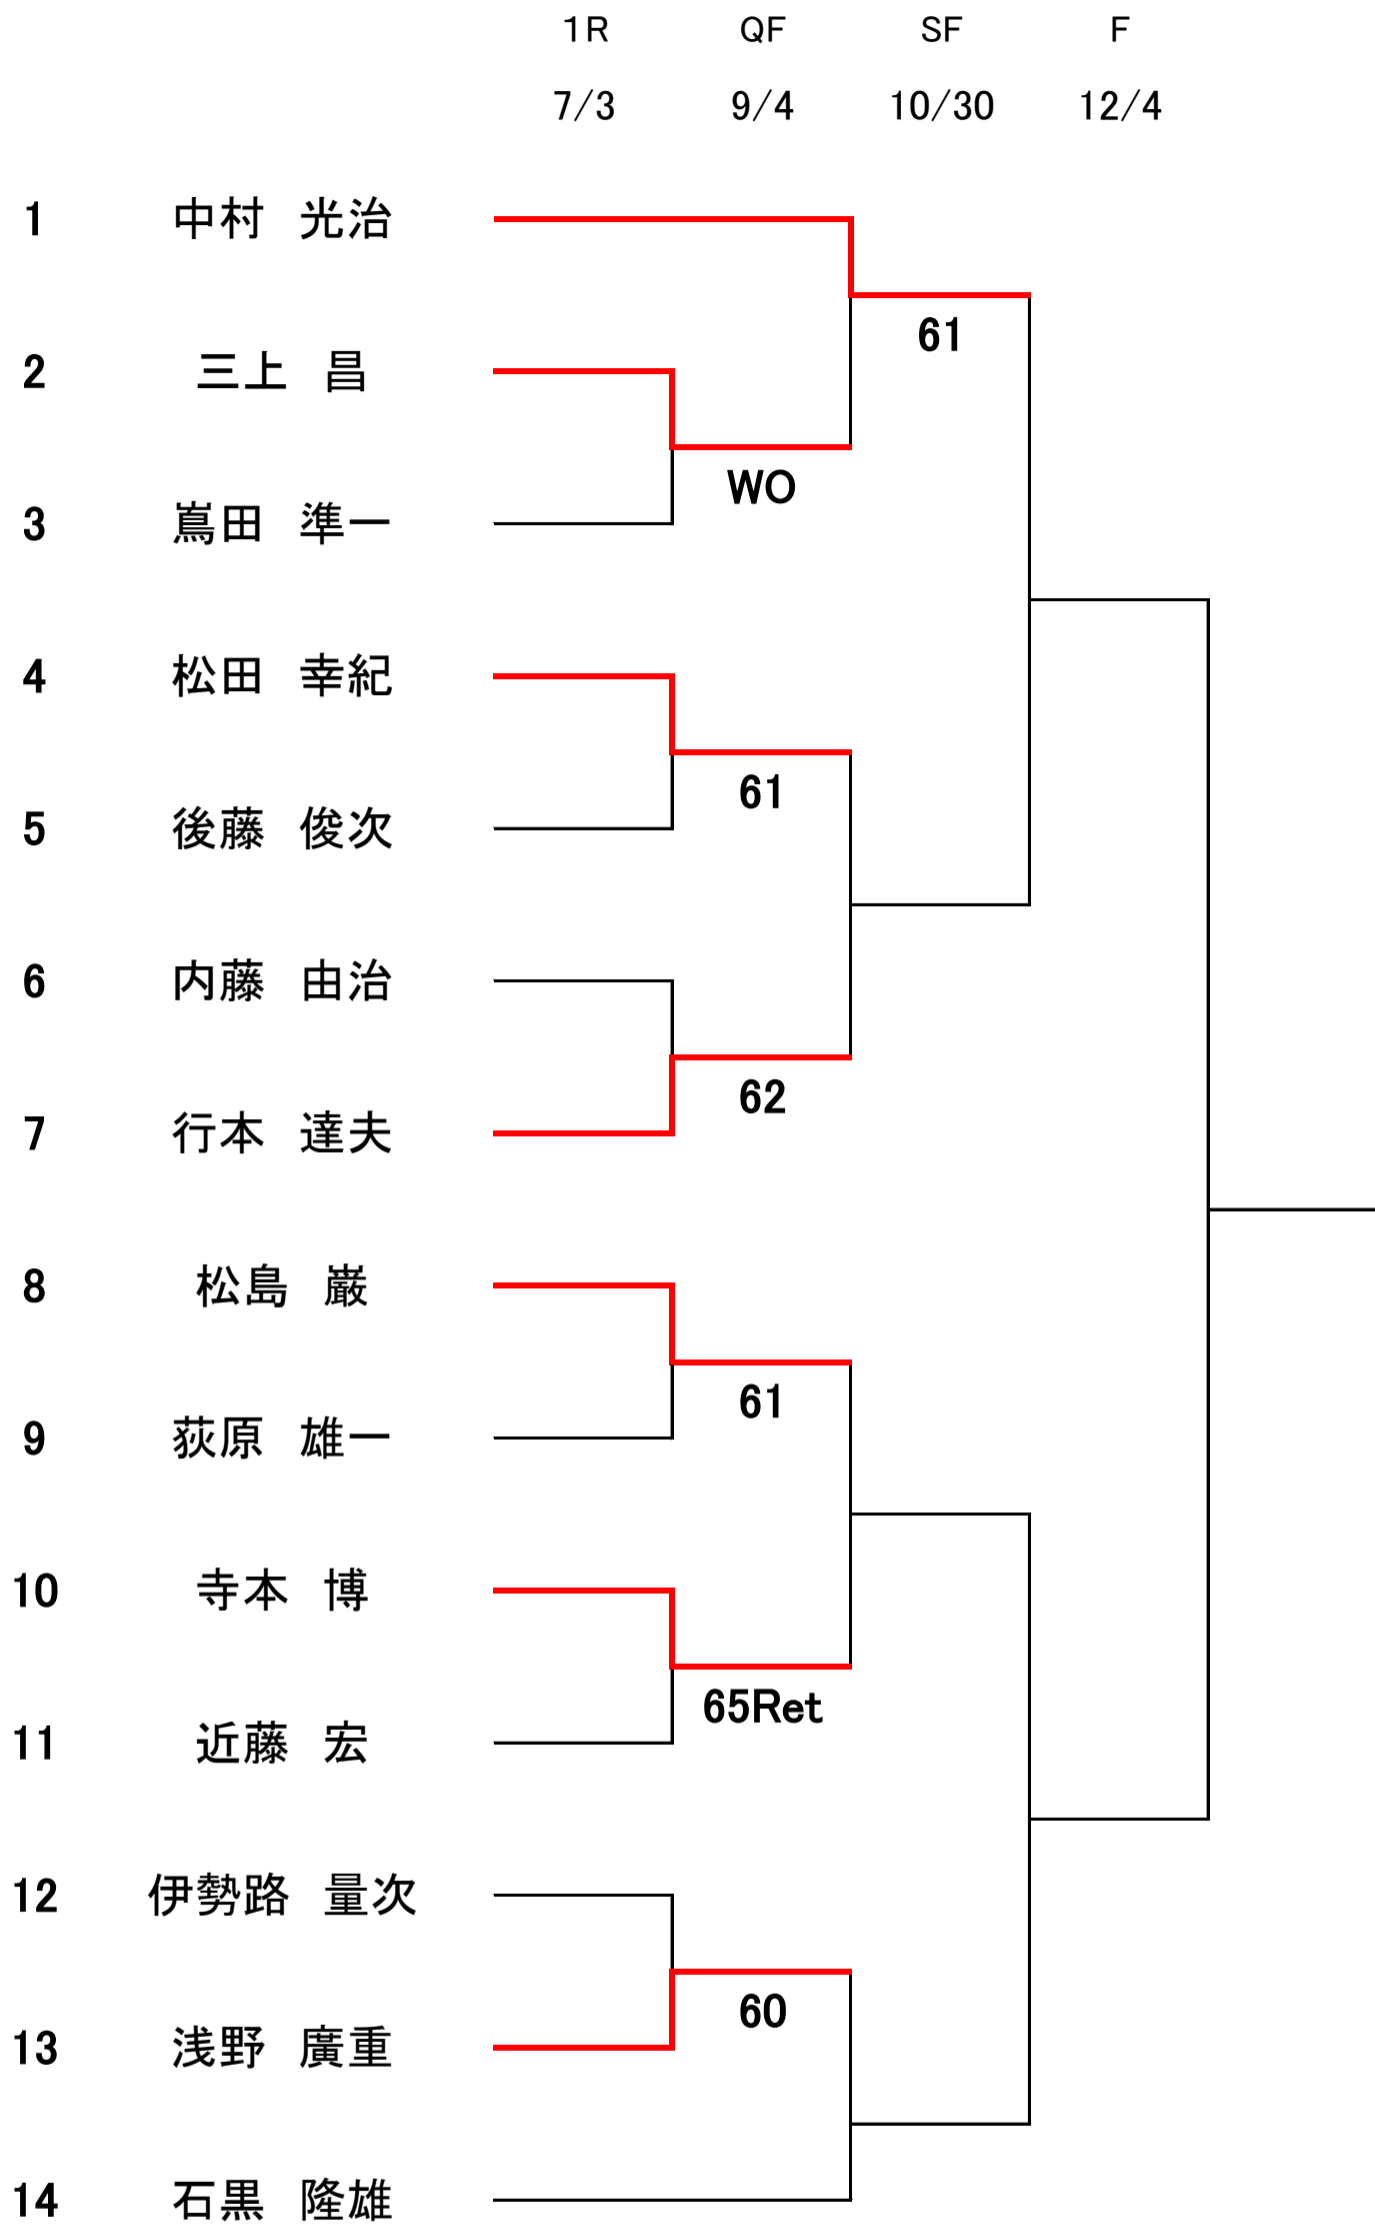 1R QF SF F
7/3 9/4 10/30 12/4
1 中村 光治
61
2 三上 昌
WO
3 嶌田 準一
4 松田 幸紀
61
5 後藤 俊次
6 内藤 由治
62
7 行本 達夫
8 松島 巌
61
9 荻原 雄一
10 寺本 博
65Ret
11 近藤 宏
12 伊勢路 量次
60
13 浅野 廣重
14 石黒 隆雄